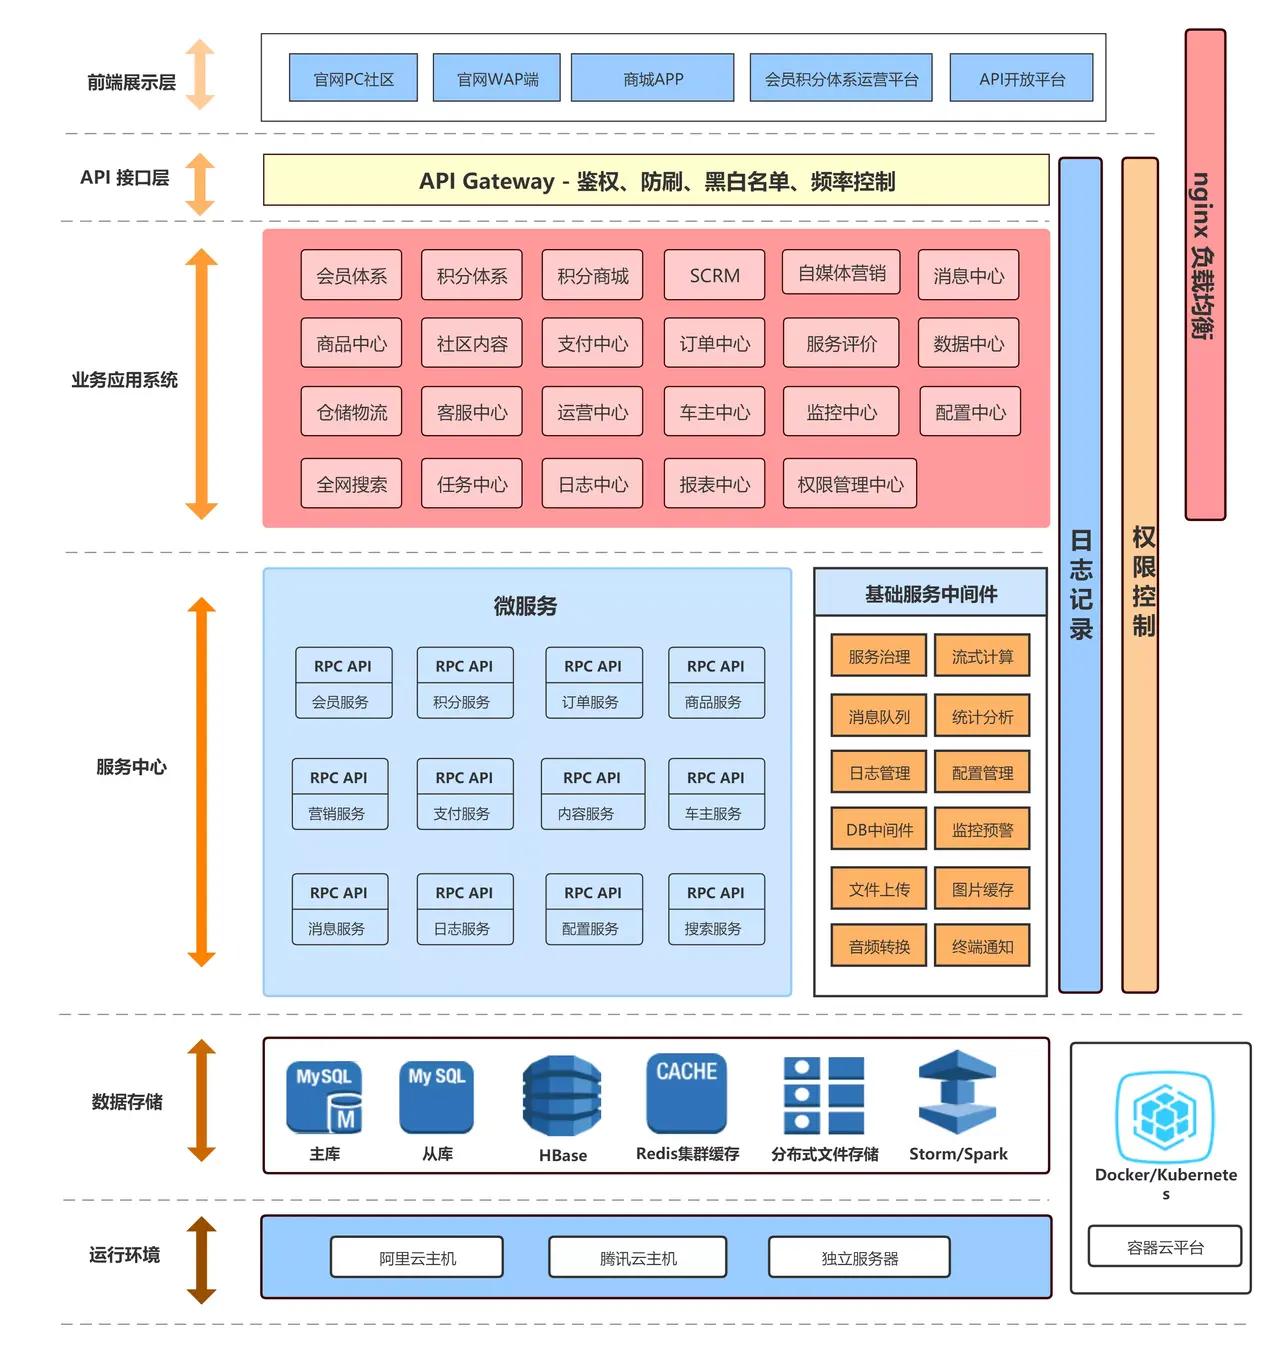 前端展示层
官网PC社区
官网WAP端
商城APP
会员积分体系运营平台
API开放平台
nginx 负载均衡
API 接口层
API Gateway - 鉴权、防刷、黑白名单、频率控制
日志记录
权限控制
业务应用系统
会员体系
积分体系
积分商城
SCRM
自媒体营销
消息中心
商品中心
社区内容
支付中心
订单中心
服务评价
数据中心
仓储物流
客服中心
运营中心
车主中心
监控中心
配置中心
全网搜索
任务中心
日志中心
报表中心
权限管理中心
服务中心
微服务
RPC API
会员服务
RPC API
积分服务
RPC API
订单服务
RPC API
商品服务
RPC API
营销服务
RPC API
支付服务
RPC API
内容服务
RPC API
车主服务
RPC API
消息服务
RPC API
日志服务
RPC API
配置服务
RPC API
搜索服务
基础服务中间件
服务治理
流式计算
消息队列
统计分析
日志管理
配置管理
DB中间件
监控预警
文件上传
图片缓存
音频转换
终端通知
数据存储
MySQL
M
主库
My SQL
从库
HBase
CACHE
Redis集群缓存
分布式文件存储
Storm/Spark
Docker/Kubernete
s
容器云平台
运行环境
阿里云主机
腾讯云主机
独立服务器